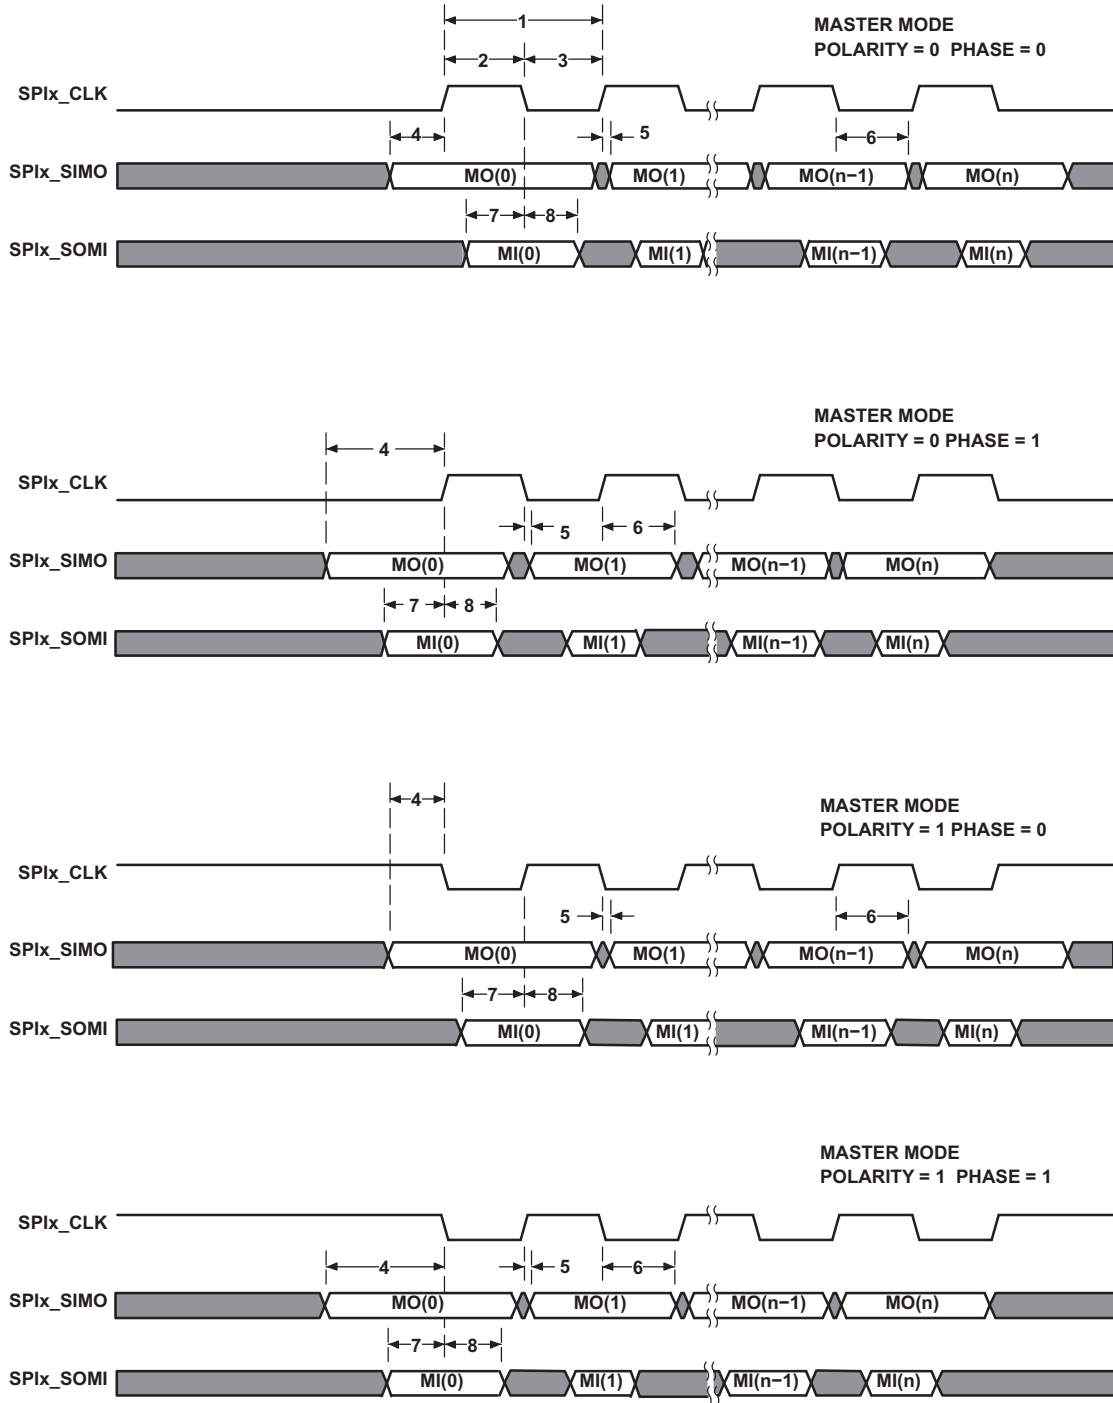 1
MASTER MODE
POLARITY = 0 PHASE = 0
2 3
SPIx_CLK
4 5 6
SPIx_SIMO MO(0) MO(1) MO(n−1) MO(n)
7 8
SPIx_SOMI MI(0) MI(1) MI(n−1) MI(n)
MASTER MODE
POLARITY = 0 PHASE = 1
4
SPIx_CLK
5 6
SPIx_SIMO MO(0) MO(1) MO(n−1) MO(n)
7 8
SPIx_SOMI MI(0) MI(1) MI(n−1) MI(n)
4
MASTER MODE
POLARITY = 1 PHASE = 0
SPIx_CLK
5 6
SPIx_SIMO MO(0) MO(1) MO(n−1) MO(n)
7 8
SPIx_SOMI MI(0) MI(1) MI(n−1) MI(n)
MASTER MODE
POLARITY = 1 PHASE = 1
SPIx_CLK
4 5 6
SPIx_SIMO MO(0) MO(1) MO(n−1) MO(n)
7 8
SPIx_SOMI MI(0) MI(1) MI(n−1) MI(n)